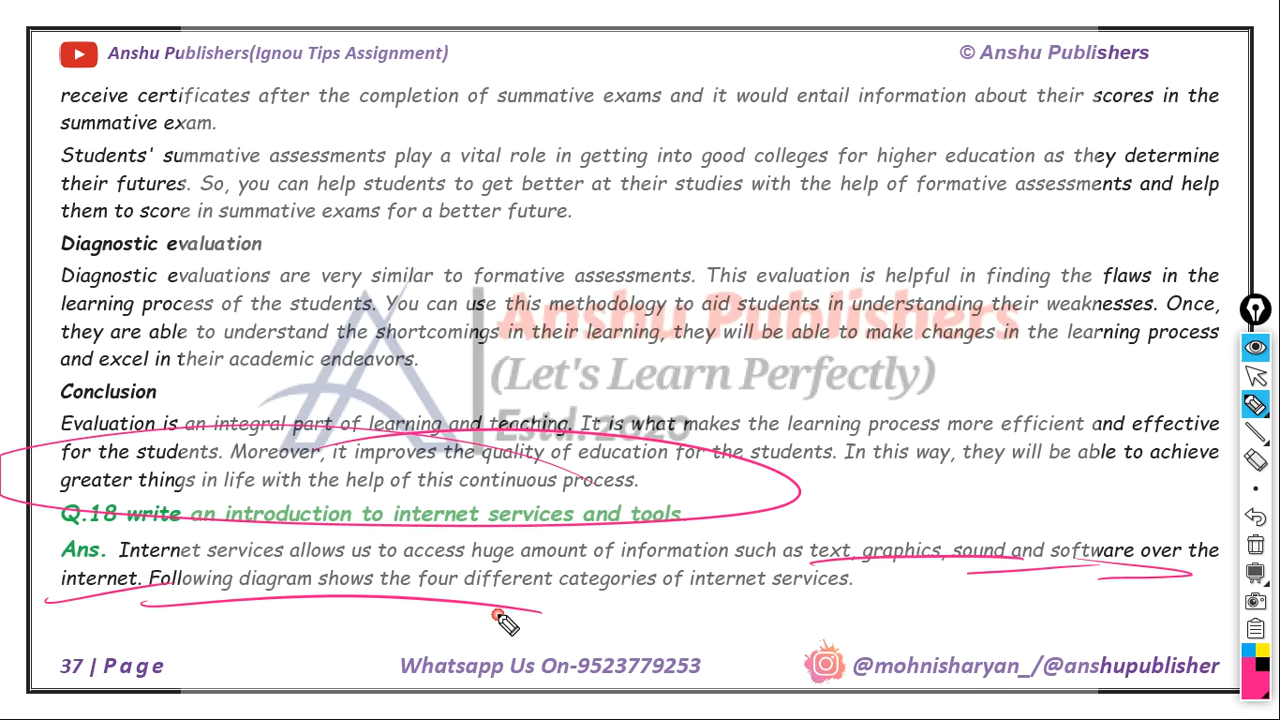 Anshu Publishers(Ignou Tips Assignment)
© Anshu Publishers
receive certificates after the completion of summative exams and it would entail information about their scores in the
summative exam.
Students' summative assessments play a vital role in getting into good colleges for higher education as they determine
their futures. So, you can help students to get better at their studies with the help of formative assessments and help
them to score in summative exams for a better future.
Diagnostic evaluation
Diagnostic evaluations are very similar to formative assessments. This evaluation is helpful in finding the flaws in the
learning process of the students. You can use this methodology to aid students in understanding their weaknesses. Once,
they are able to understand the shortcomings in their learning, they will be able to make changes in the learning process
and excel in their academic endeavors.
Anshu Publishers
(Let's Learn Perfectly)
Estd. 2020
Conclusion
Evaluation is an integral part of learning and teaching. It is what makes the learning process more efficient and effective
for the students. Moreover, it improves the quality of education for the students. In this way, they will be able to achieve
greater things in life with the help of this continuous process.
Q.18 write an introduction to internet services and tools.
Ans. Internet services allows us to access huge amount of information such as text, graphics, sound and software over the
internet. Following diagram shows the four different categories of internet services.
37 | Page
Whatsapp Us On-9523779253
@mohnisharyan_/@anshupublisher